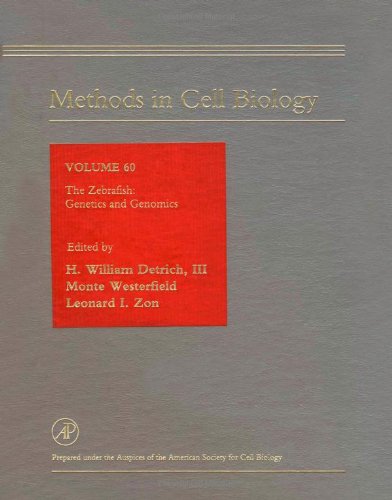 Methods in Cell Biology
VOLUME 60
The Zebrafish:
Genetics and Genomics
Edited by
H. William Detrich, III
Monte Westerfield
Leonard I. Zon
AP
Prepared under the Auspices of the American Society for Cell Biology